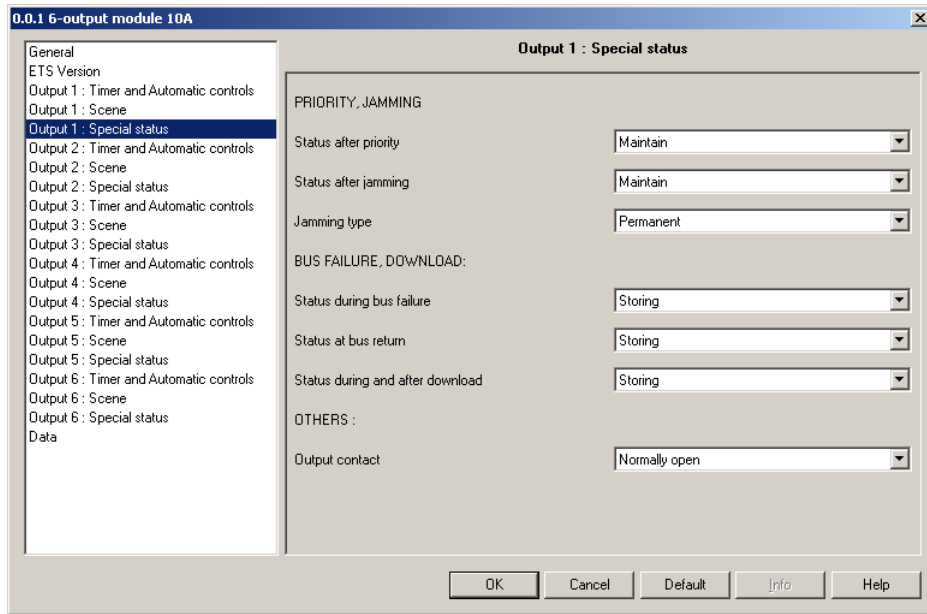 0.0.1 6-output module 10A
General
ETS Version
Output 1 : Timer and Automatic controls
Output 1 : Scene
Output 1 : Special status
Output 2 : Timer and Automatic controls
Output 2 : Scene
Output 2 : Special status
Output 3 : Timer and Automatic controls
Output 3 : Scene
Output 3 : Special status
Output 4 : Timer and Automatic controls
Output 4 : Scene
Output 4 : Special status
Output 5 : Timer and Automatic controls
Output 5 : Scene
Output 5 : Special status
Output 6 : Timer and Automatic controls
Output 6 : Scene
Output 6 : Special status
Data
Output 1 : Special status
PRIORITY, JAMMING
Status after priority Maintain
Status after jamming Maintain
Jamming type Permanent
BUS FAILURE, DOWNLOAD:
Status during bus failure Storing
Status at bus return Storing
Status during and after download Storing
OTHERS :
Output contact Normally open
OK Cancel Default Info Help